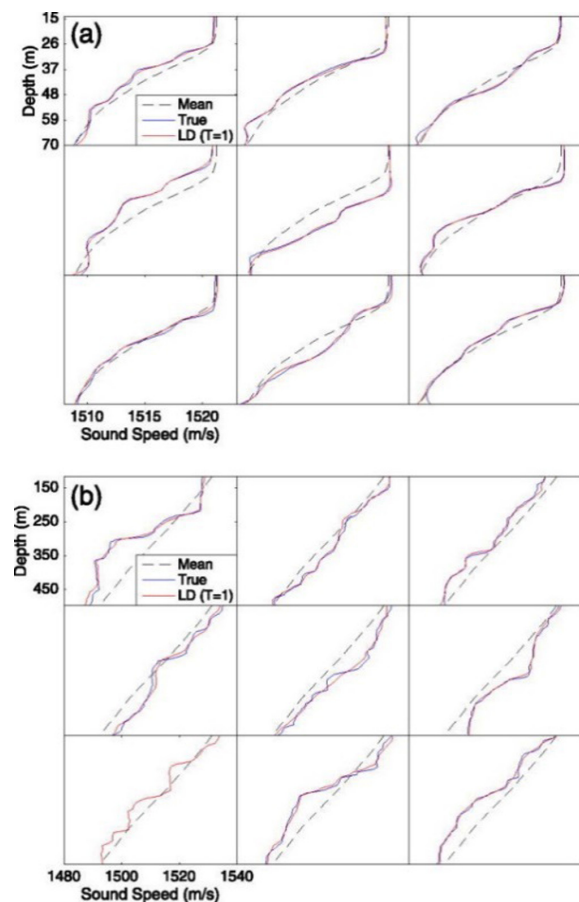 (a)
15
26
37
48
59
70
Depth (m)
Mean
True
LD (T=1)
1510 1515 1520
Sound Speed (m/s)
(b)
150
250
350
450
Depth (m)
Mean
True
LD (T=1)
1480 1500 1520 1540
Sound Speed (m/s)